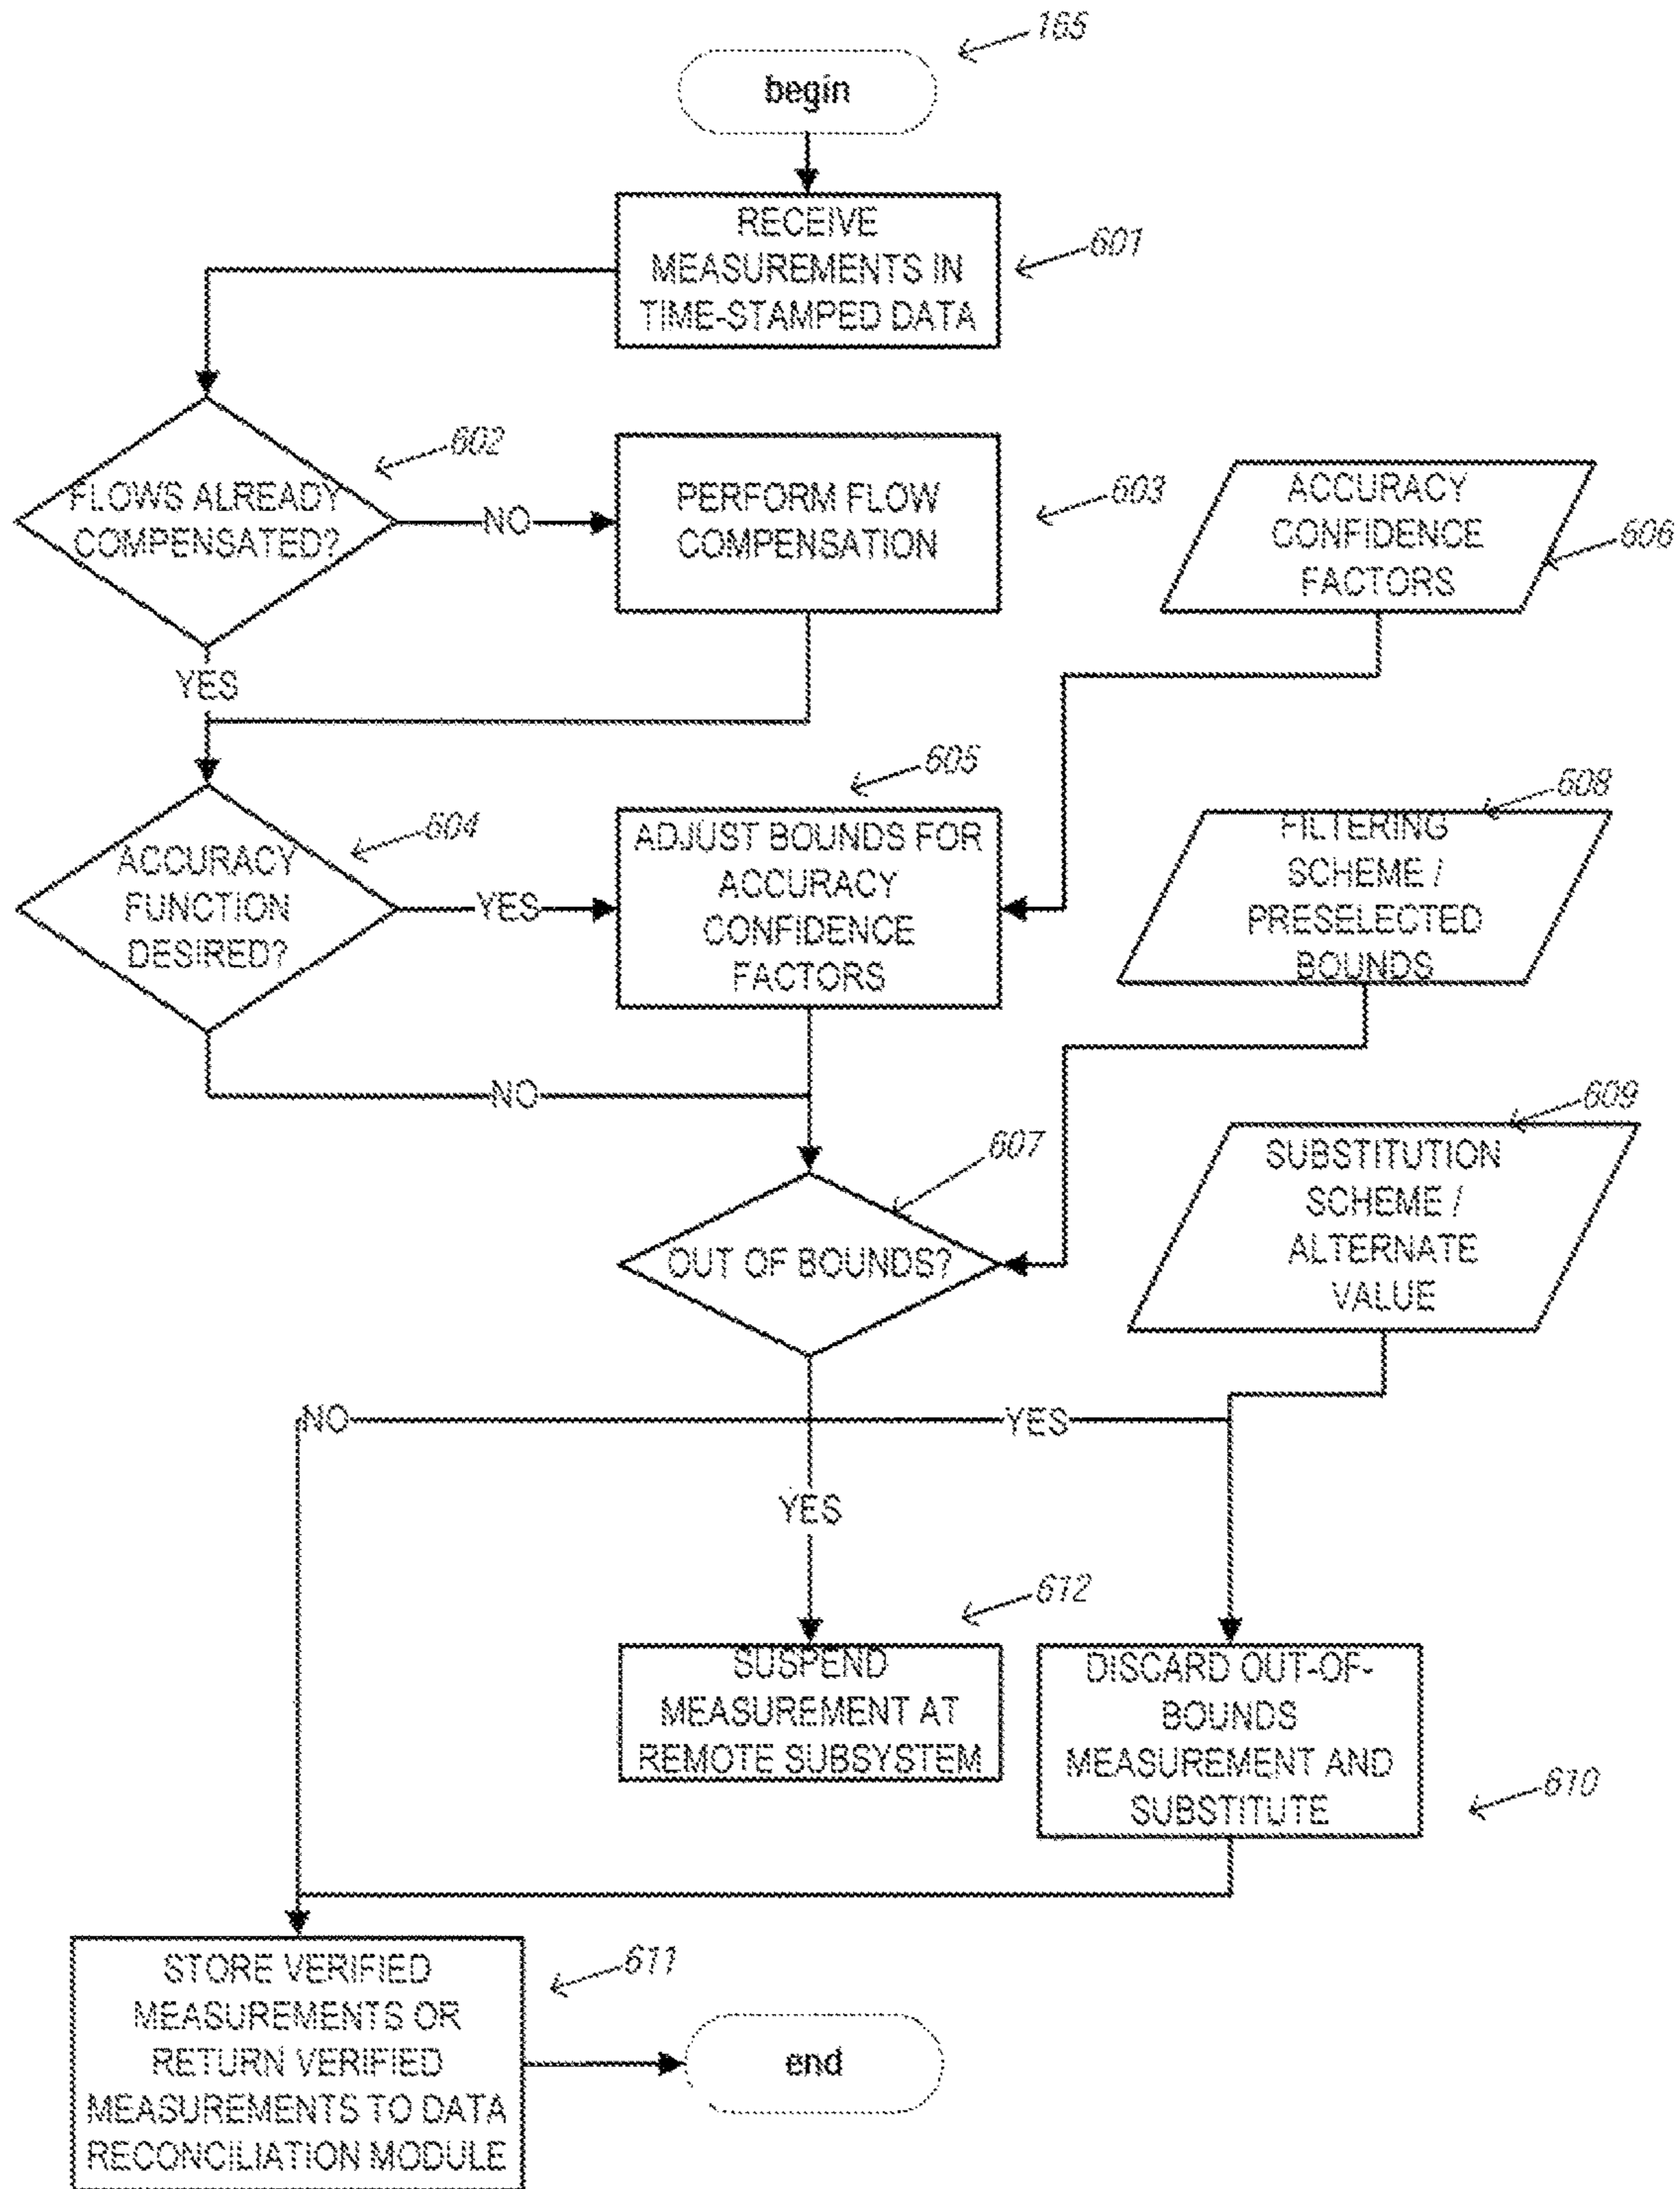 165
begin
RECEIVE
MEASUREMENTS IN
TIME-STAMPED DATA
601
602
FLOWS ALREADY
COMPENSATED?
NO
PERFORM FLOW
COMPENSATION
603
ACCURACY
CONFIDENCE
FACTORS
606
YES
604
ACCURACY
FUNCTION
DESIRED?
YES
605
ADJUST BOUNDS FOR
ACCURACY
CONFIDENCE
FACTORS
608
FILTERING
SCHEME /
PRESELECTED
BOUNDS
NO
607
OUT OF BOUNDS?
609
SUBSTITUTION
SCHEME /
ALTERNATE
VALUE
NO
YES
YES
612
SUSPEND
MEASUREMENT AT
REMOTE SUBSYSTEM
DISCARD OUT-OF-
BOUNDS
MEASUREMENT AND
SUBSTITUTE
610
STORE VERIFIED
MEASUREMENTS OR
RETURN VERIFIED
MEASUREMENTS TO DATA
RECONCILIATION MODULE
611
end